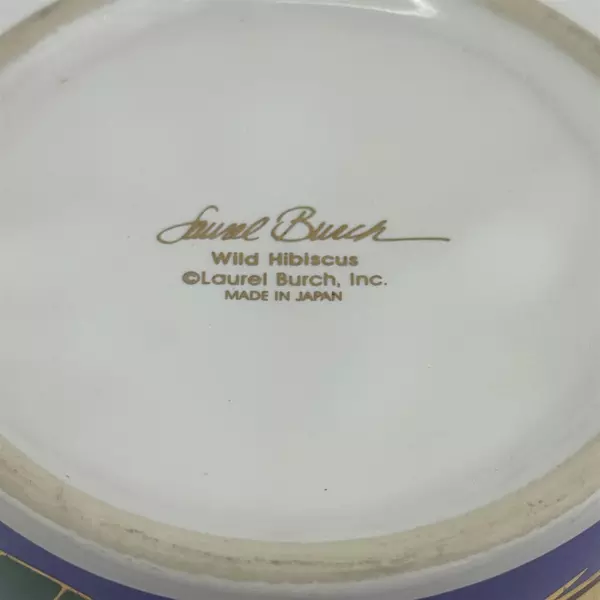 Laurel Burch
Wild Hibiscus
©Laurel Burch, Inc.
MADE IN JAPAN